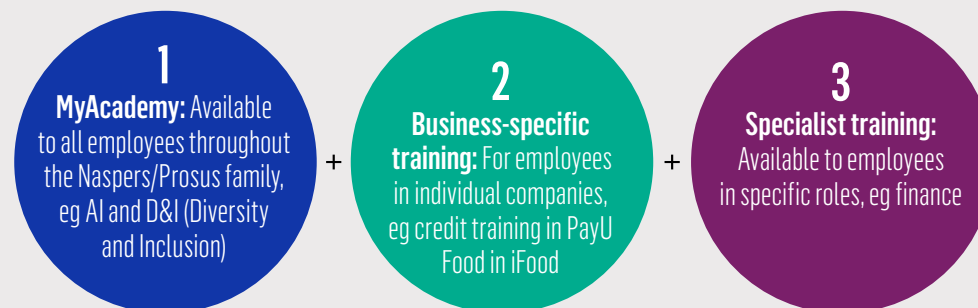 1
MyAcademy: Available
to all employees throughout
the Naspers/Prosus family,
eg AI and D&I (Diversity
and Inclusion)
+
2
Business-specific
training: For employees
in individual companies,
eg credit training in PayU
Food in iFood
+
3
Specialist training:
Available to employees
in specific roles, eg finance